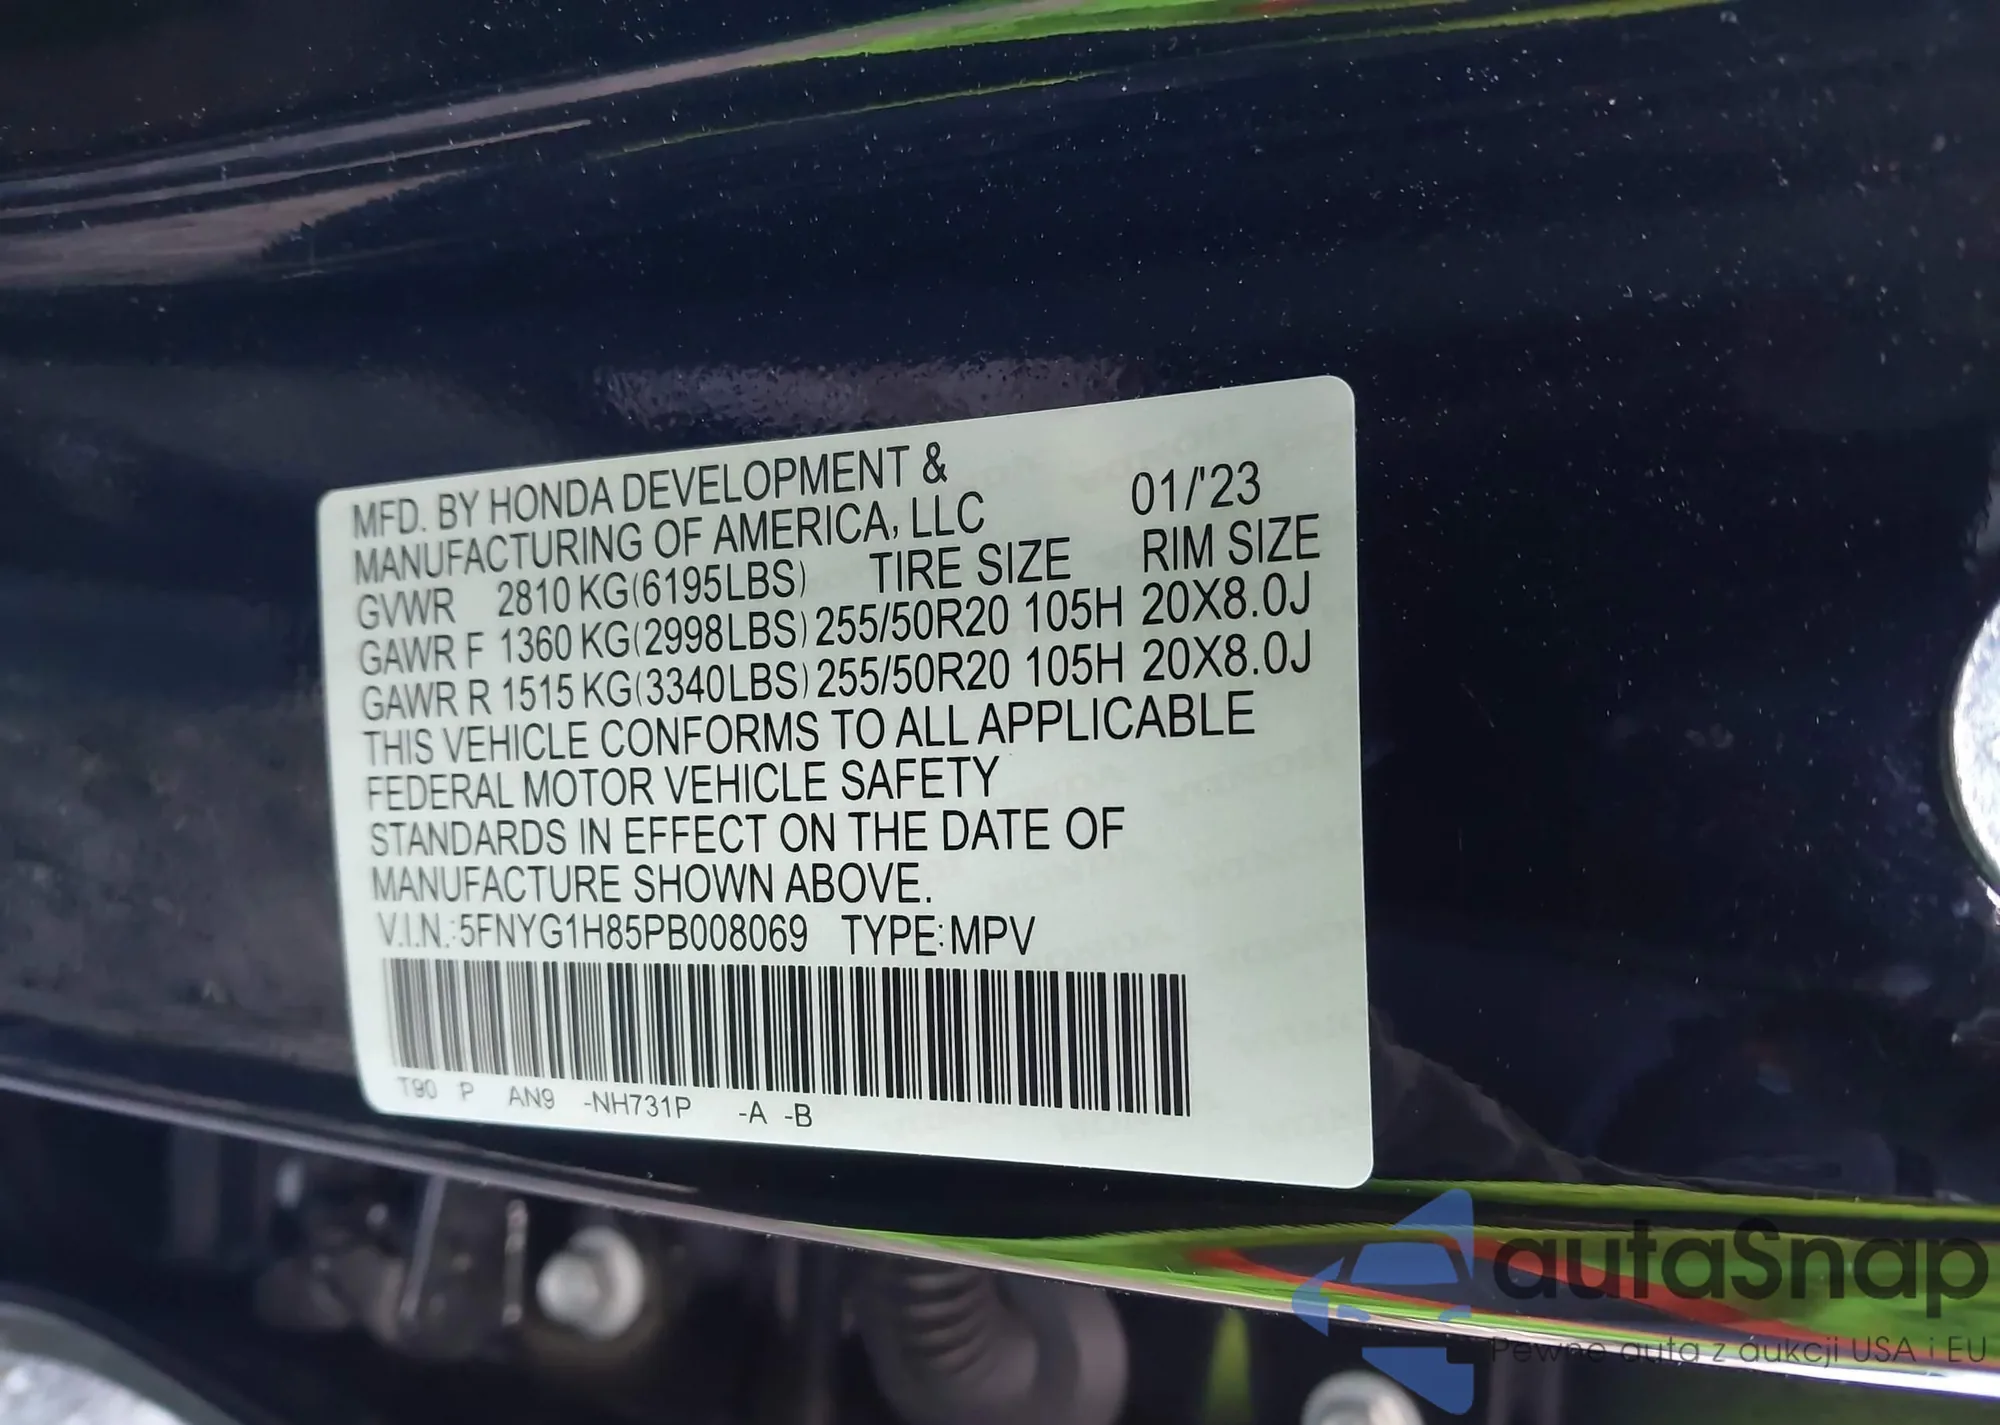 MFD. BY HONDA DEVELOPMENT &
MANUFACTURING OF AMERICA, LLC 01/'23
GVWR 2810 KG(6195LBS) TIRE SIZE RIM SIZE
GAWR F 1360 KG(2998LBS) 255/50R20 105H 20X8.0J
GAWR R 1515 KG(3340LBS) 255/50R20 105H 20X8.0J
THIS VEHICLE CONFORMS TO ALL APPLICABLE
FEDERAL MOTOR VEHICLE SAFETY
STANDARDS IN EFFECT ON THE DATE OF
MANUFACTURE SHOWN ABOVE.
V.I.N.:5FNYG1H85PB008069 TYPE:MPV
T90 P AN9 -NH731P -A -B
autaSnap
Pewne auta z aukcji USA i EU